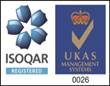 ISOQAR
REGISTERED
UKAS
MANAGEMENT
SYSTEMS
0026